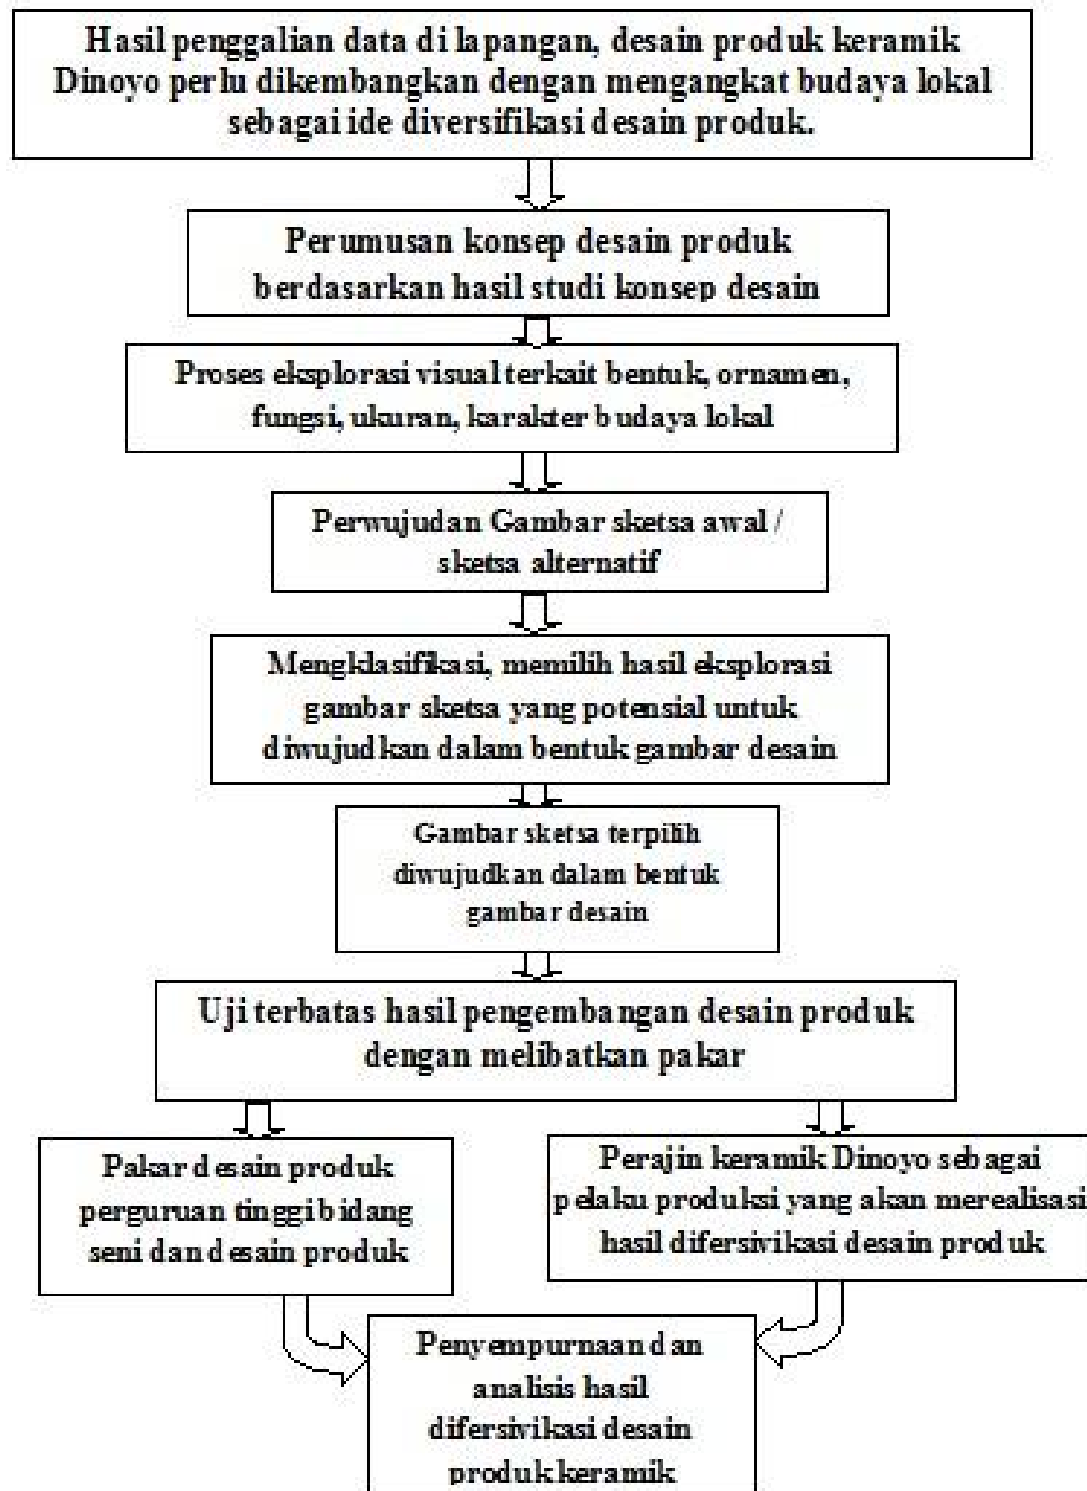 Hasil penggalian data di lapangan, desain produk keramik
Dinoyo perlu dikembangkan dengan mengangkat budaya lokal
sebagai ide diversifikasi desain produk.
Perumusan konsep desain produk
berdasarkan hasil studi konsep desain
Proses eksplorasi visual terkait bentuk, ornamen,
fungsi, ukuran, karakter budaya lokal
Perwujudan Gambar sketsa awal /
sketsa alternatif
Mengklasifikasi, memilih hasil eksplorasi
gambar sketsa yang potensial untuk
diwujudkan dalam bentuk gambar desain
Gambar sketsa terpilih
diwujudkan dalam bentuk
gambar desain
Uji terbatas hasil pengembangan desain produk
dengan melibatkan pakar
Pakar desain produk
perguruan tinggi bidang
seni dan desain produk
Perajin keramik Dinoyo sebagai
pelaku produksi yang akan merealisasi
hasil difersivikasi desain produk
Penyempurnaan dan
analisis hasil
difersivikasi desain
produk keramik